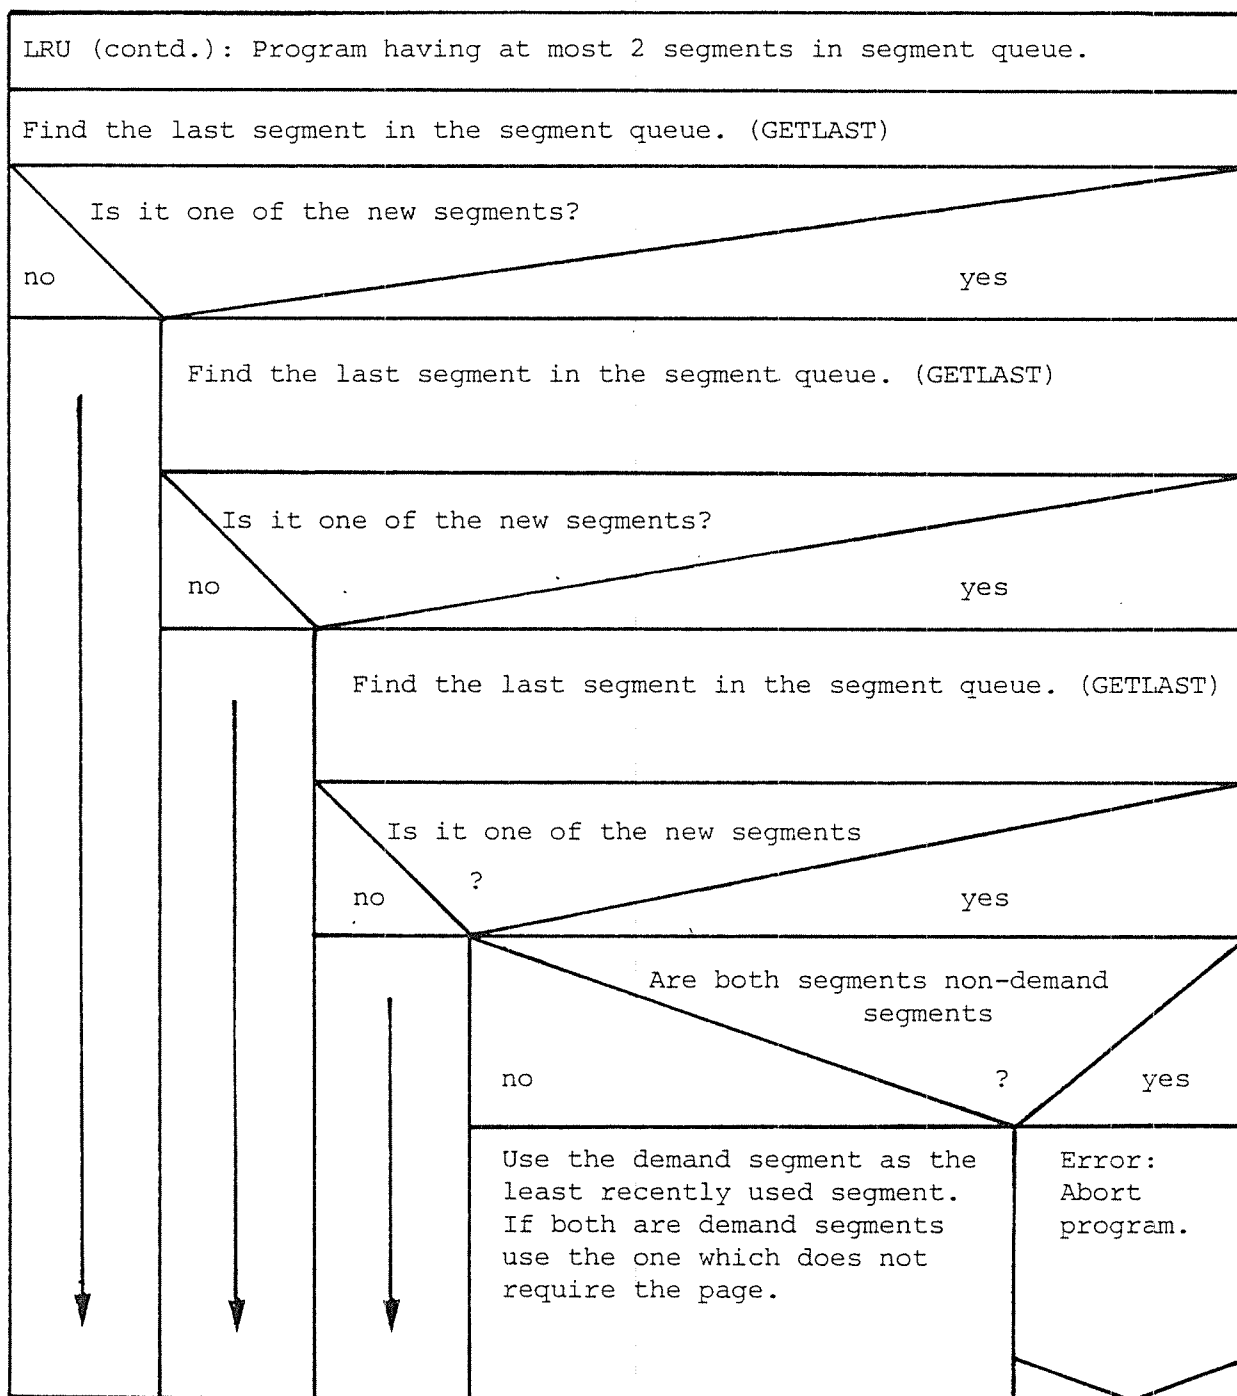 LRU (contd.): Program having at most 2 segments in segment queue.
Find the last segment in the segment queue. (GETLAST)
Is it one of the new segments?
no
yes
Find the last segment in the segment queue. (GETLAST)
Is it one of the new segments?
no
yes
Find the last segment in the segment queue. (GETLAST)
Is it one of the new segments
?
no
yes
Are both segments non-demand
segments
?
no
yes
Use the demand segment as the
least recently used segment.
If both are demand segments
use the one which does not
require the page.
Error:
Abort
program.